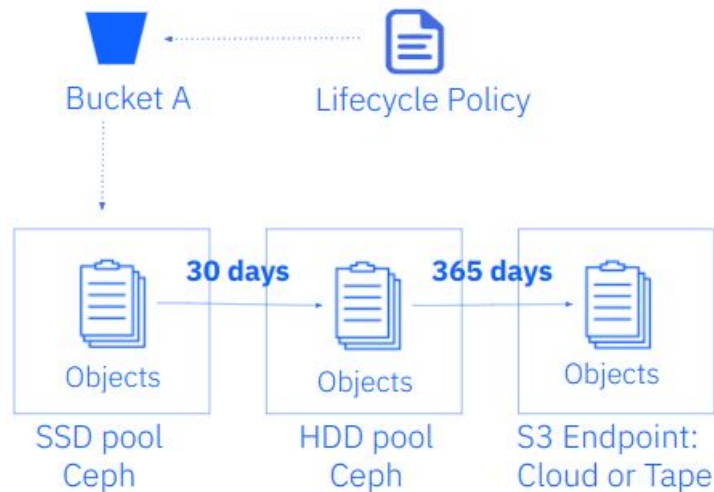 Bucket A
Lifecycle Policy
30 days
365 days
Objects
Objects
Objects
SSD pool
Ceph
HDD pool
Ceph
S3 Endpoint:
Cloud or Tape